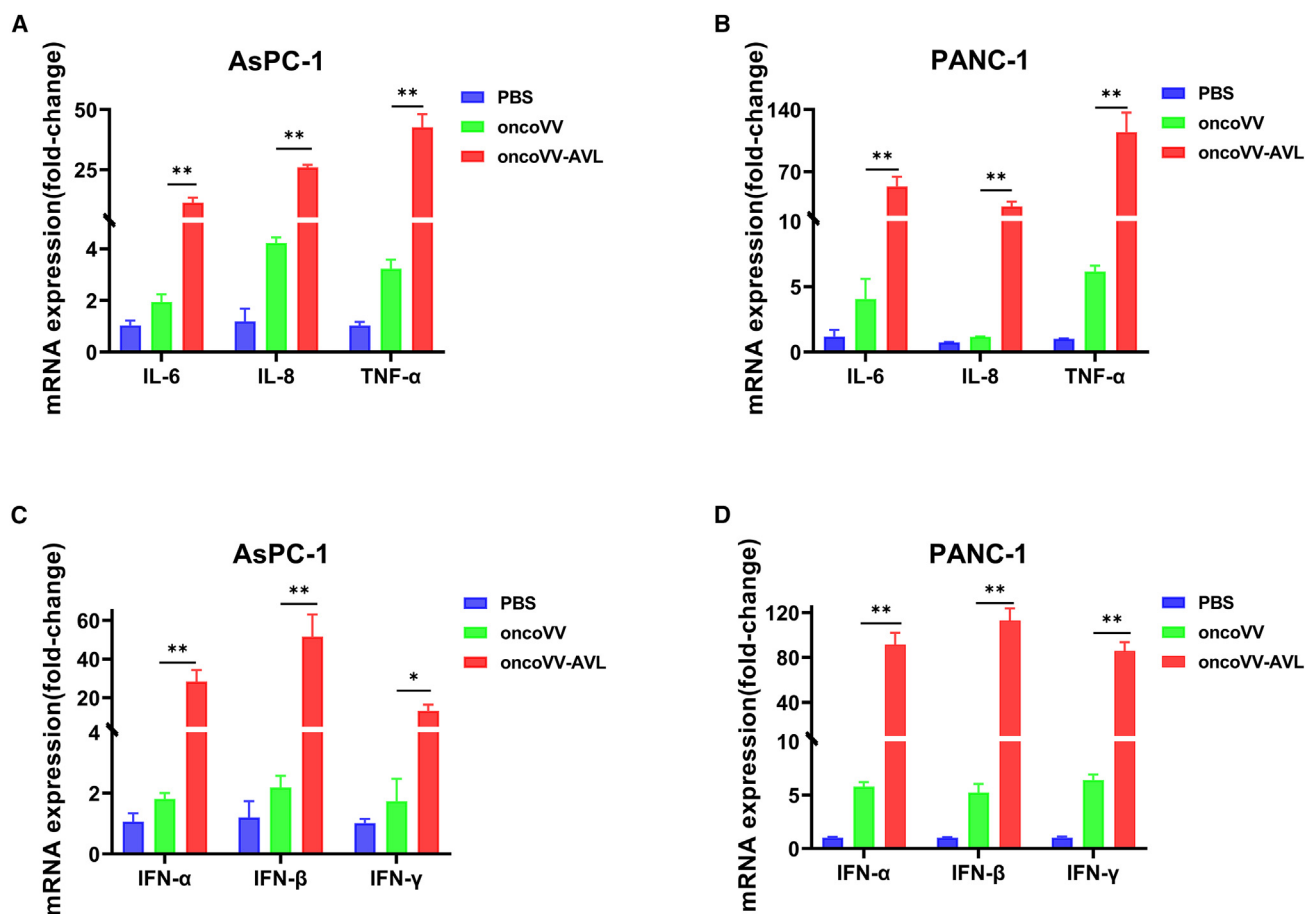 A
AsPC-1
mRNA expression(fold-change)
50
25
4
2
0
**
**
**
IL-6
IL-8
TNF-α
PBS
oncoVV
oncoVV-AVL
B
PANC-1
mRNA expression(fold-change)
140
70
10
5
0
**
**
**
IL-6
IL-8
TNF-α
PBS
oncoVV
oncoVV-AVL
C
AsPC-1
mRNA expression(fold-change)
60
40
20
4
2
0
**
**
*
IFN-α
IFN-β
IFN-γ
PBS
oncoVV
oncoVV-AVL
D
PANC-1
mRNA expression(fold-change)
120
80
40
10
5
0
**
**
**
IFN-α
IFN-β
IFN-γ
PBS
oncoVV
oncoVV-AVL